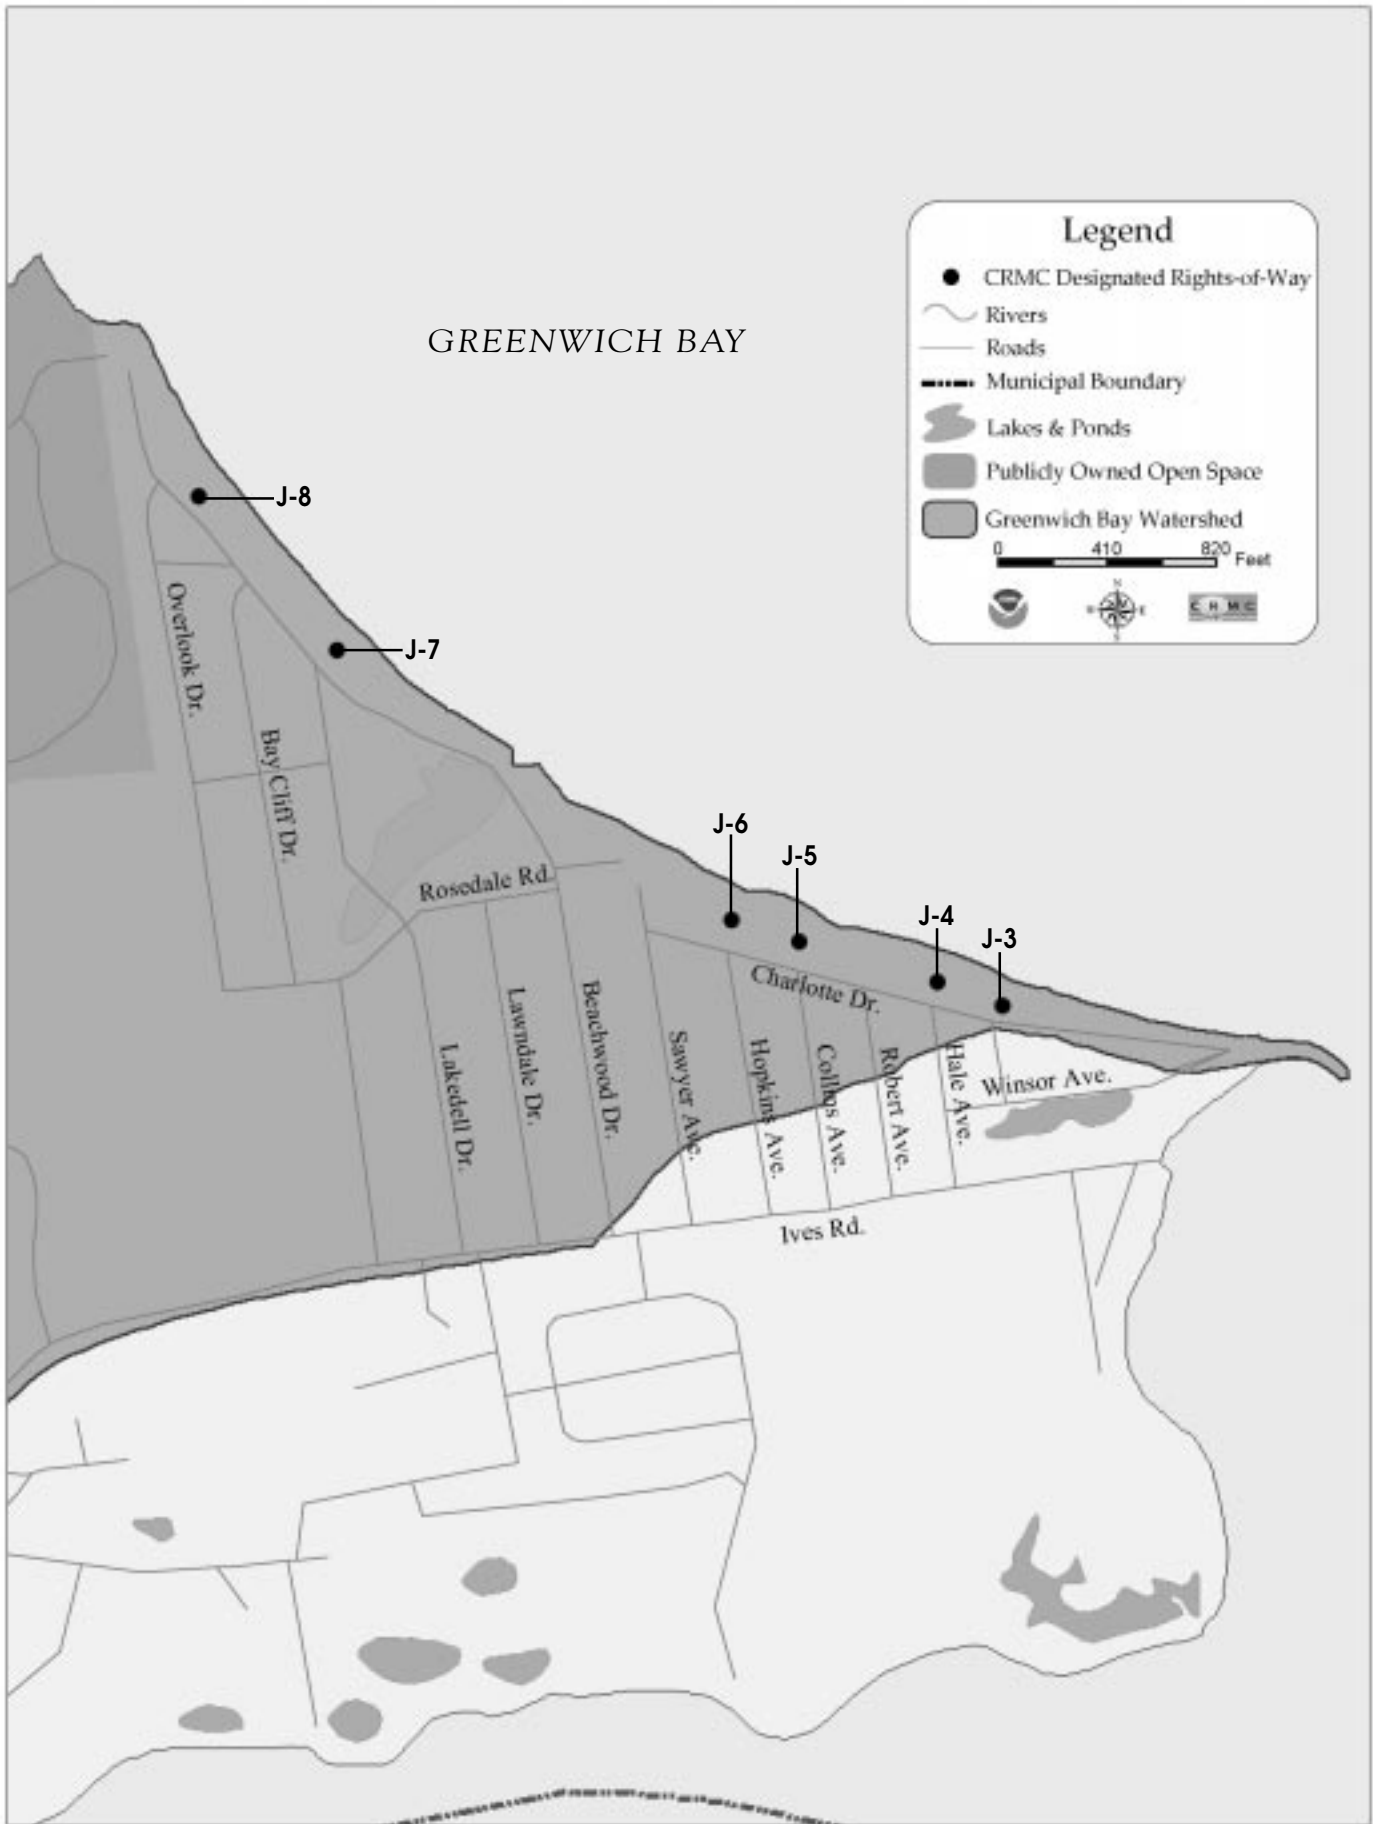 Legend
CRMC Designated Rights-of-Way
Rivers
Roads
Municipal Boundary
Lakes & Ponds
Publicly Owned Open Space
Greenwich Bay Watershed
0 410 820 Feet
N
E
C R M C
GREENWICH BAY
J-8
J-7
Overlook Dr.
Bay Cliff Dr.
J-6
J-5
Rosedale Rd.
J-4
J-3
Charlotte Dr.
Lakedell Dr.
Lawndale Dr.
Beachwood Dr.
Sawyer Ave.
Hopkins Ave.
Collins Ave.
Robert Ave.
Hale Ave.
Winsor Ave.
Ives Rd.